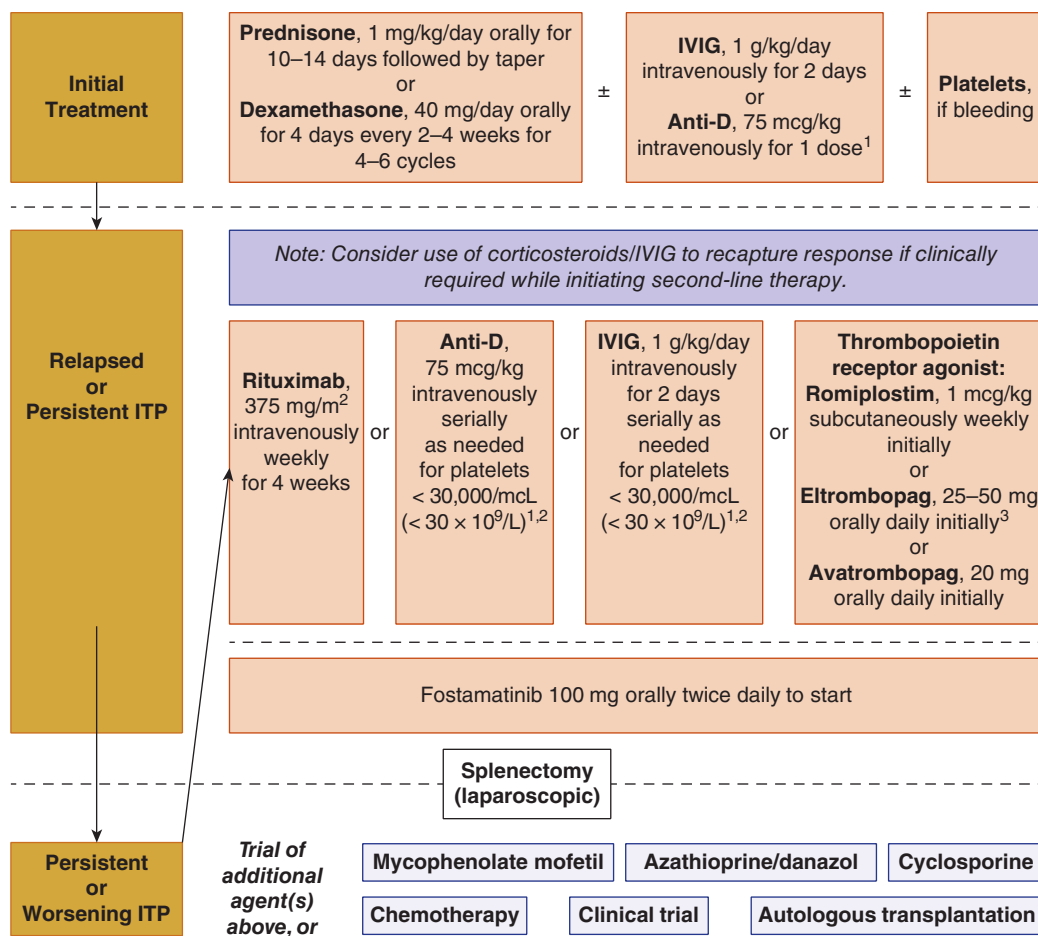 Initial
Treatment
Prednisone, 1 mg/kg/day orally for
10–14 days followed by taper
or
Dexamethasone, 40 mg/day orally
for 4 days every 2–4 weeks for
4–6 cycles
±
IVIG, 1 g/kg/day
intravenously for 2 days
or
Anti-D, 75 mcg/kg
intravenously for 1 dose¹
±
Platelets,
if bleeding
Relapsed
or
Persistent ITP
Note: Consider use of corticosteroids/IVIG to recapture response if clinically
required while initiating second-line therapy.
Rituximab,
375 mg/m²
intravenously
weekly
for 4 weeks
or
Anti-D,
75 mcg/kg
intravenously
serially
as needed
for platelets
< 30,000/mcL
(< 30 × 10⁹/L)¹,²
or
IVIG, 1 g/kg/day
intravenously
for 2 days
serially as
needed
for platelets
< 30,000/mcL
(< 30 × 10⁹/L)¹,²
or
Thrombopoietin
receptor agonist:
Romiplostim, 1 mcg/kg
subcutaneously weekly
initially
or
Eltrombopag, 25–50 mg
orally daily initially³
or
Avatrombopag, 20 mg
orally daily initially
Fostamatinib 100 mg orally twice daily to start
Splenectomy
(laparoscopic)
Persistent
or
Worsening ITP
Trial of
additional
agent(s)
above, or
Mycophenolate mofetil
Azathioprine/danazol
Cyclosporine
Chemotherapy
Clinical trial
Autologous transplantation